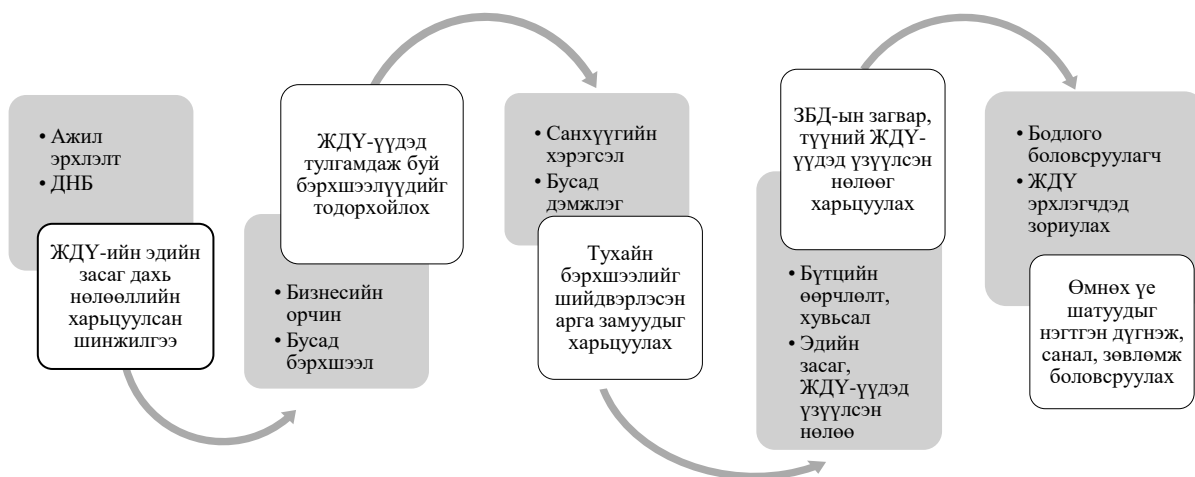 • Ажил
эрхлэлт
• ДНБ
ЖДҮ-ийн эдийн
засаг дахь
нөлөөллийн
харьцуулсан
шинжилгээ
ЖДҮ-үүдэд
тулгамдаж буй
бэрхшээлүүдийг
тодорхойлох
• Бизнесийн
орчин
• Бусад
бэрхшээл
• Санхүүгийн
хэрэгсэл
• Бусад
дэмжлэг
Тухайн
бэрхшээлийг
шийдвэрлэсэн
арга замуудыг
харьцуулах
ЗБД-ын загвар,
түүний ЖДҮ-
үүдэд үзүүлсэн
нөлөөг
харьцуулах
• Бүтцийн
өөрчлөлт,
хувьсал
• Эдийн
засаг,
ЖДҮ-үүдэд
үзүүлсэн
нөлөө
• Бодлого
боловсруулагч
• ЖДҮ
эрхлэгчдэд
зориулах
Өмнөх үе
шатуудыг
нэгтгэн дүгнэж,
санал, зөвлөмж
боловсруулах